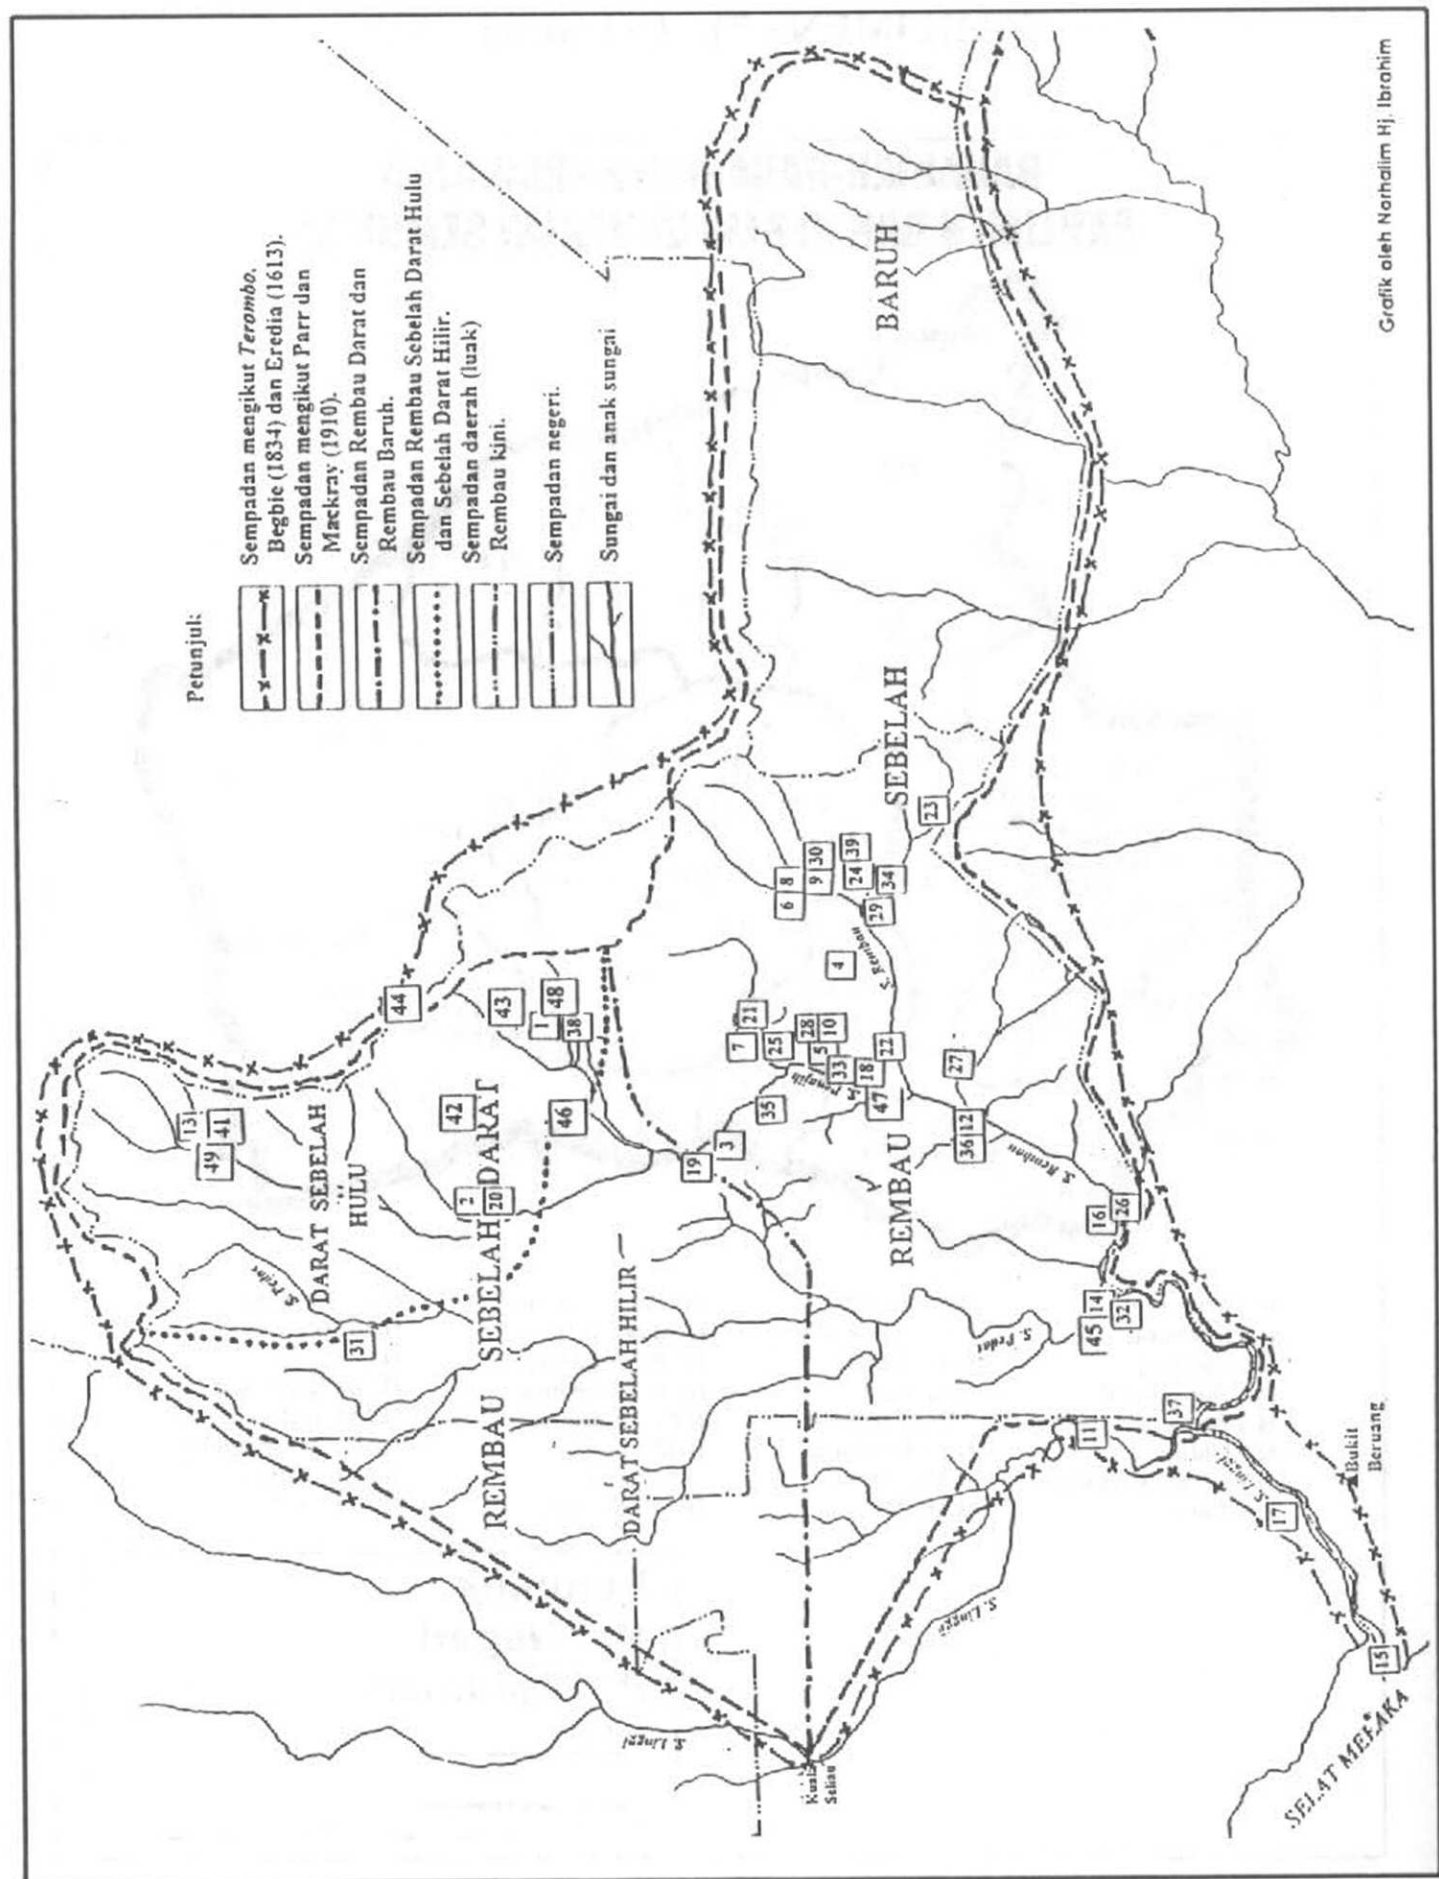 Petunjuk
Sempadan mengikut Terombo.
Begbie (1834) dan Eredia (1613).
Sempadan mengikut Parr dan
Mackray (1910).
Sempadan Rembau Darat dan
Rembau Baruh.
Sempadan Rembau Sebelah Darat Hulu
dan Sebelah Darat Hilir.
Sempadan daerah (luak)
Rembau kini.
Sempadan negeri.
Sungai dan anak sungai
DARAT SEBELAH
HULU
REMBAU SEBELAH DARAT
DARAT SEBELAH HILIR
REMBAU SEBELAH BARUH
S. Pedas
S. Pedas
S. Penajih
S. Rembau
S. Rembau
S. Linggi
S. Linggi
S. Linggi
Kuala
Seliau
Bukit
Beruang
SELAT MELAKA
44
43
48
1
38
13
41
49
42
46
2
20
31
19
3
35
7
21
25
28
10
5
33
18
47
22
4
6
8
9
30
39
24
34
29
23
27
36
12
16
26
14
32
45
37
11
17
15
Grafik oleh Norhalim Hj. Ibrahim